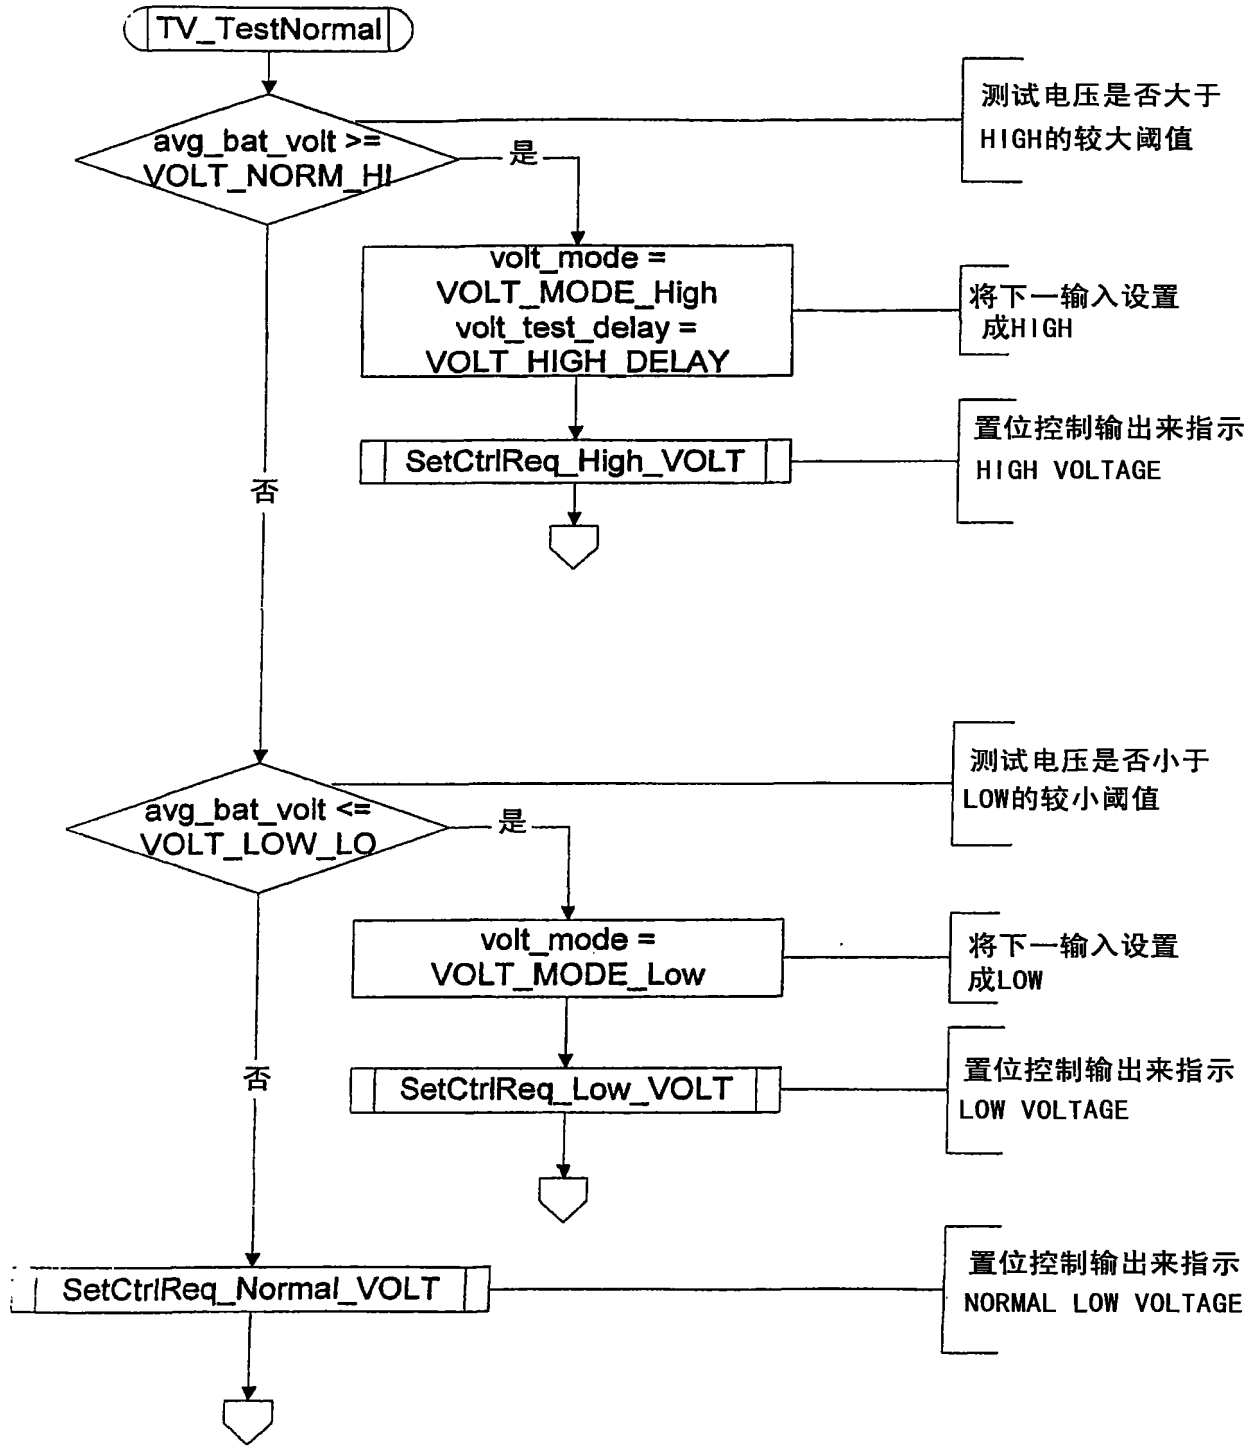 TV_TestNormal
avg_bat_volt >=
VOLT_NORM_HI
是
测试电压是否大于
HIGH的较大阈值
volt_mode =
VOLT_MODE_High
volt_test_delay =
VOLT_HIGH_DELAY
将下一输入设置
成HIGH
SetCtrlReq_High_VOLT
置位控制输出来指示
HIGH VOLTAGE
否
avg_bat_volt <=
VOLT_LOW_LO
是
测试电压是否小于
LOW的较小阈值
volt_mode =
VOLT_MODE_Low
将下一输入设置
成LOW
否
SetCtrlReq_Low_VOLT
置位控制输出来指示
LOW VOLTAGE
SetCtrlReq_Normal_VOLT
置位控制输出来指示
NORMAL LOW VOLTAGE